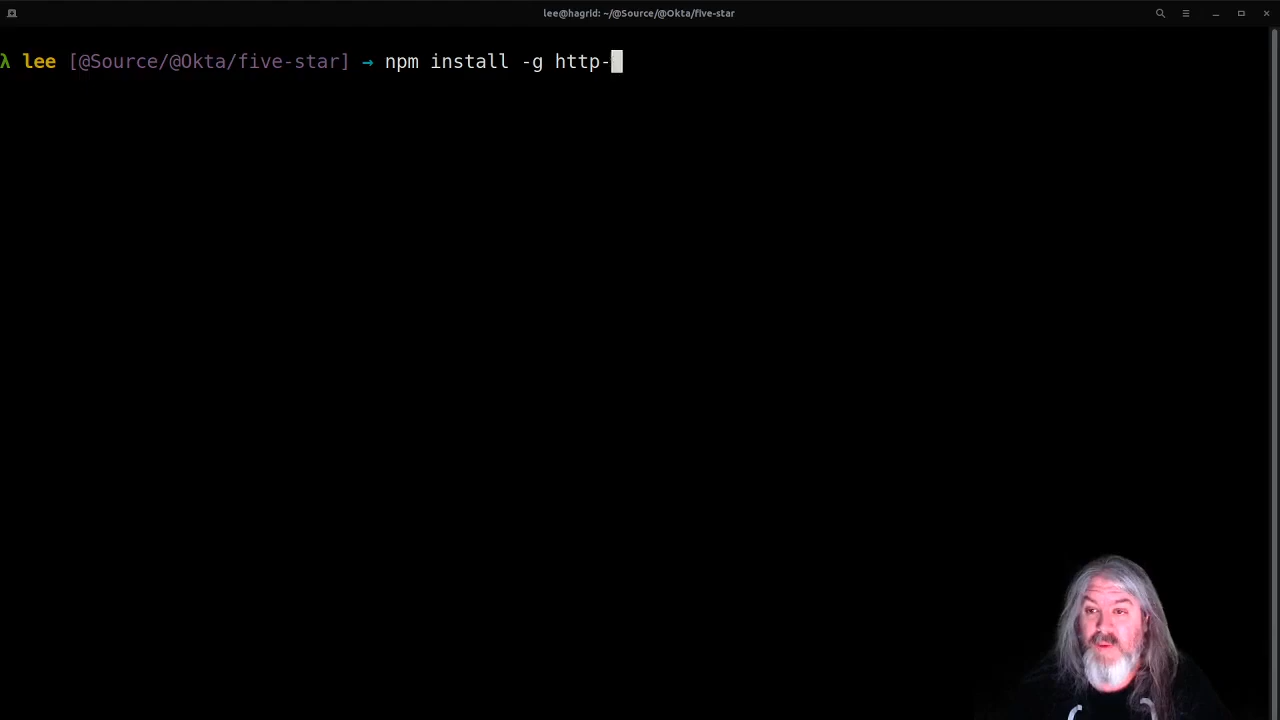 lee@hagrid: ~/@Source/@Okta/five-star
λ lee [@Source/@Okta/five-star] → npm install -g http-